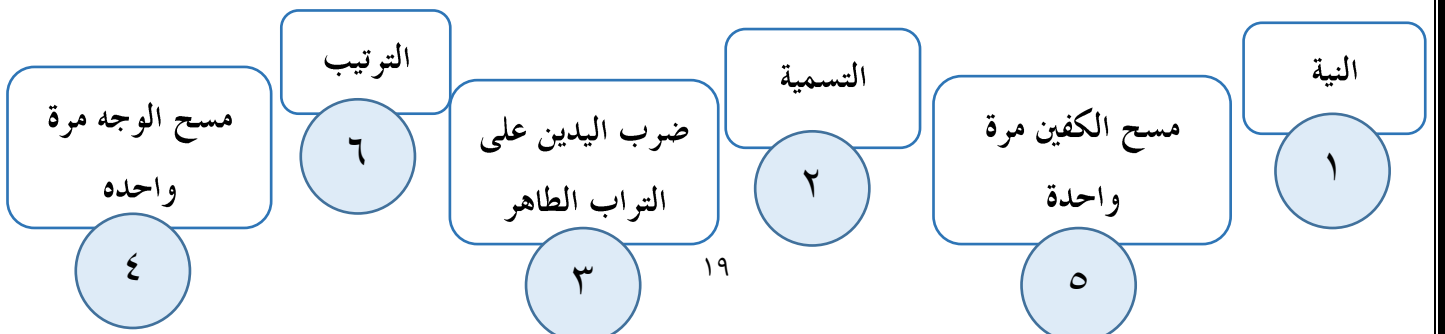 النية
١
مسح الكفين مرة
واحدة
٥
التسمية
٢
ضرب اليدين على
التراب الطاهر
٣
الترتيب
٦
مسح الوجه مرة
واحده
٤
١٩